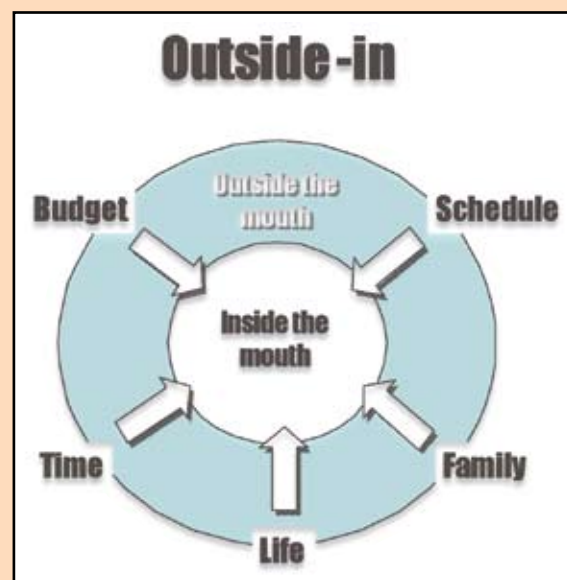 Outside-in
Outside the
mouth
Budget
Schedule
Inside the
mouth
Time
Family
Life